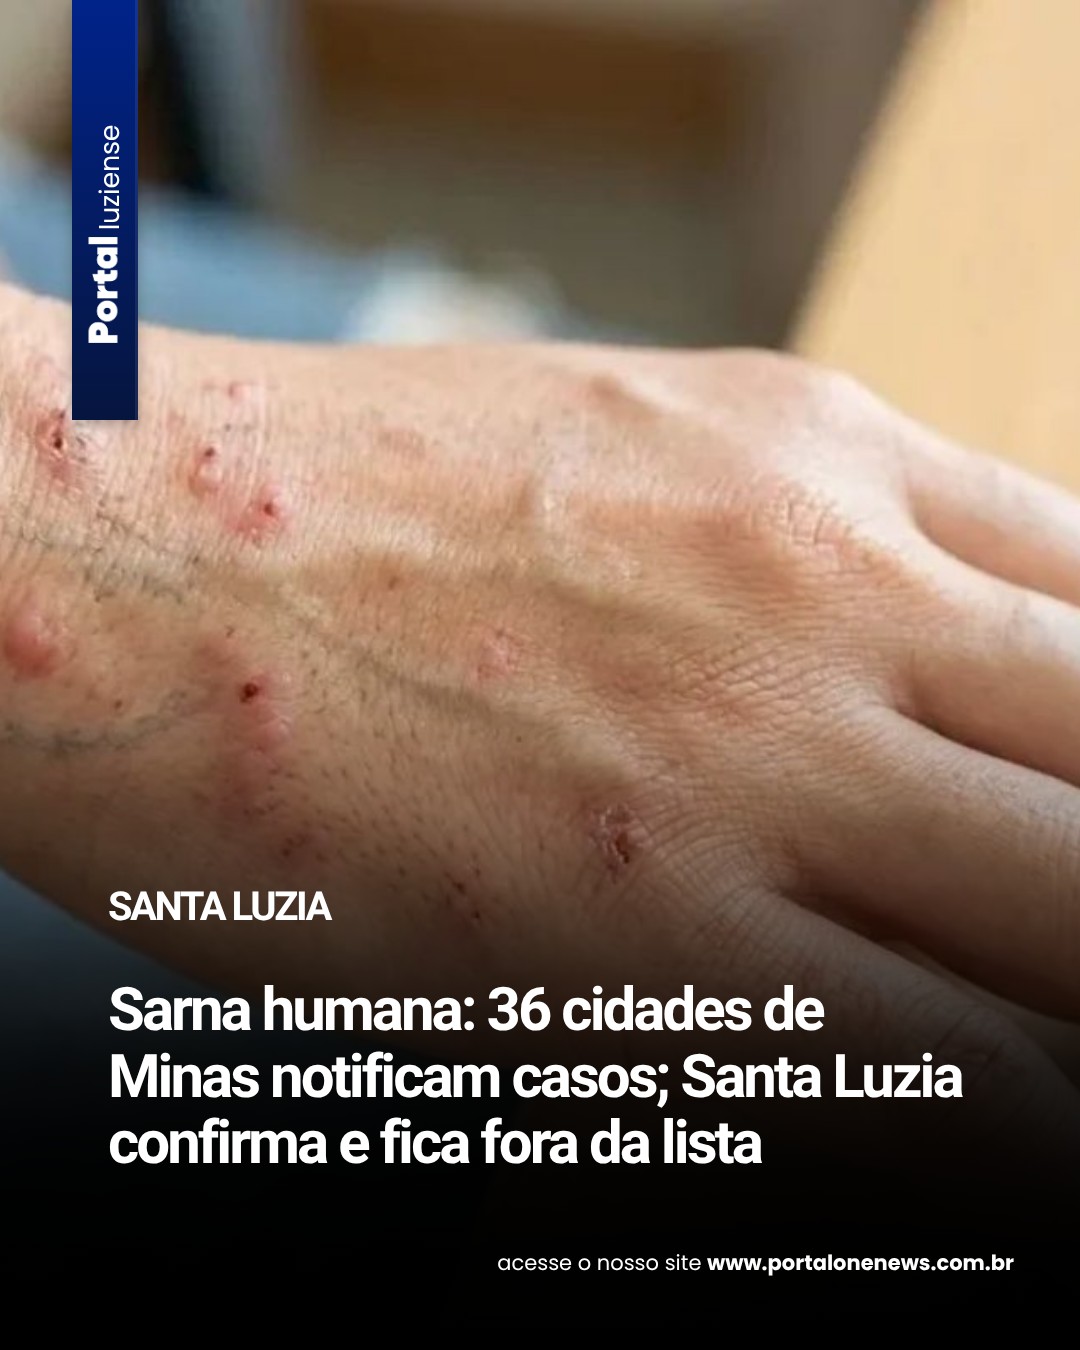 Portal luziense
SANTA LUZIA
Sarna humana: 36 cidades de
Minas notificam casos; Santa Luzia
confirma e fica fora da lista
acesse o nosso site www.portalonenews.com.br